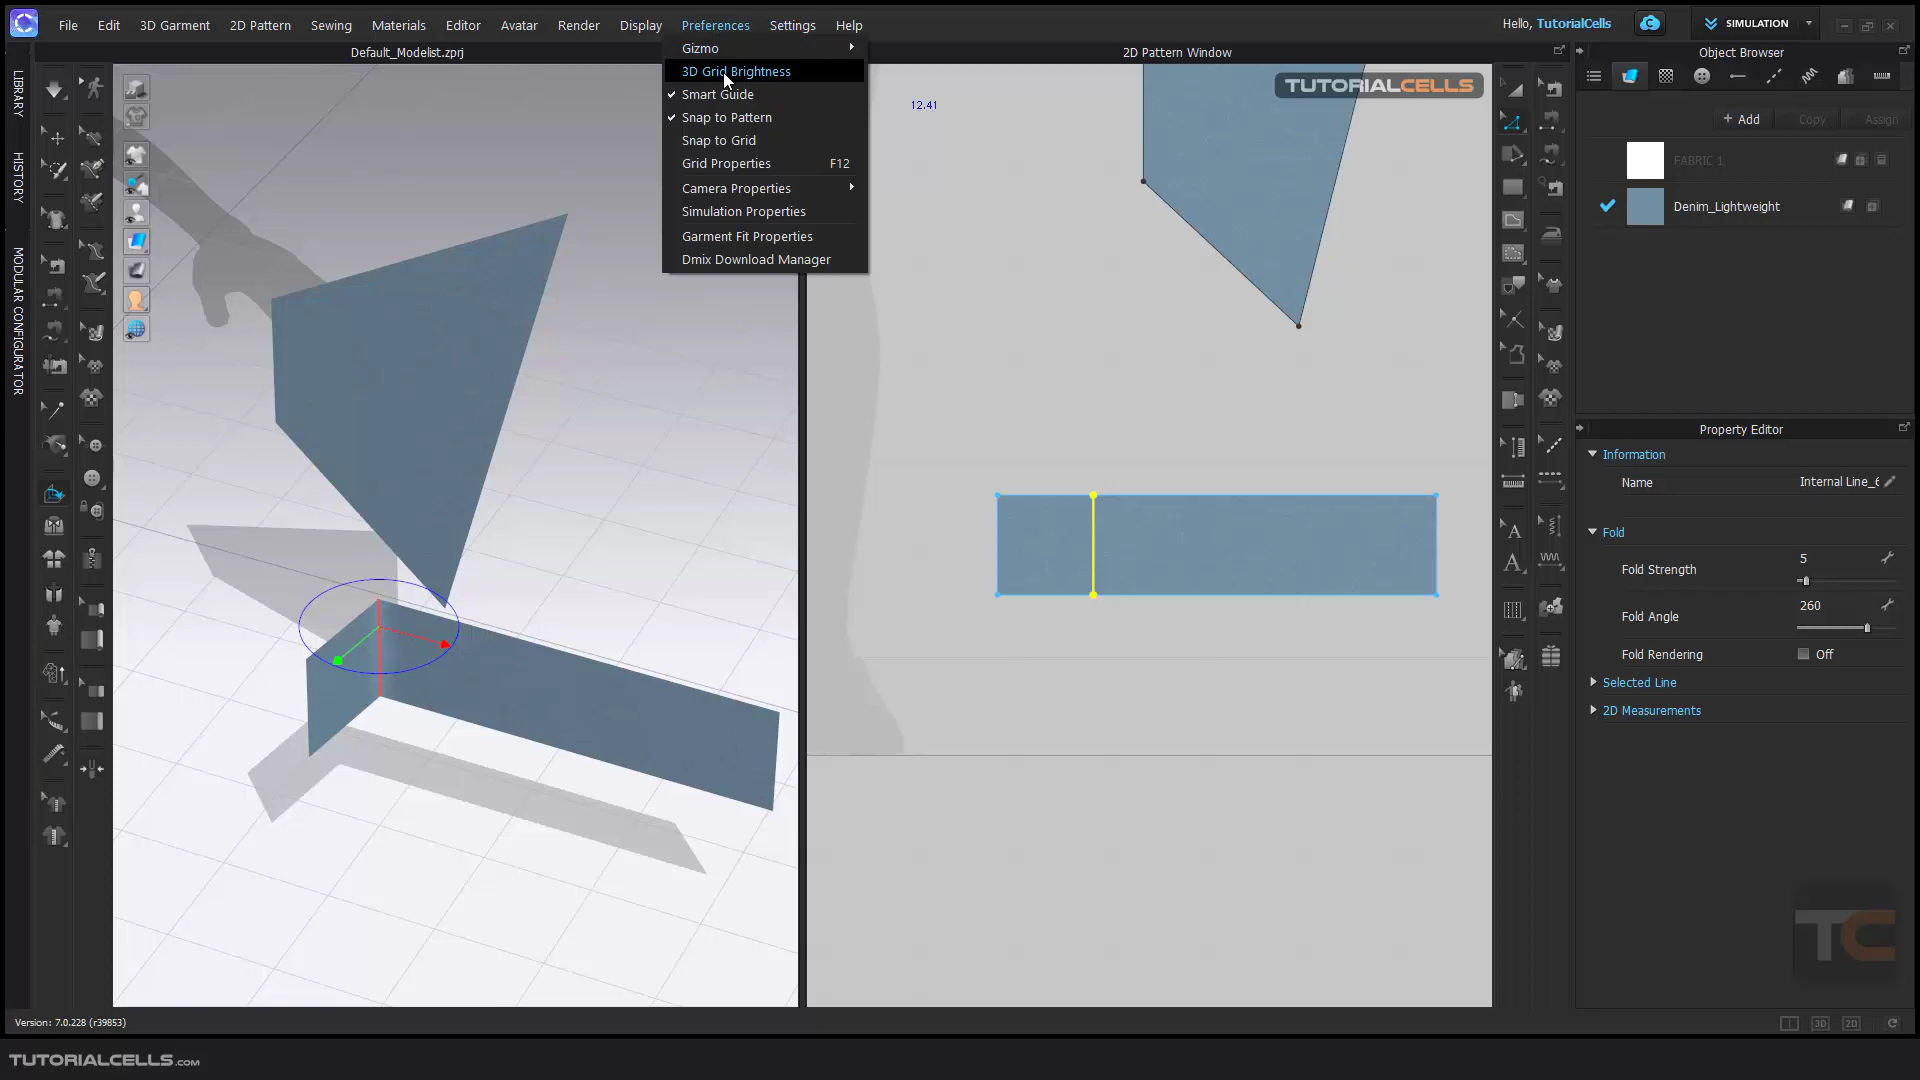 File Edit 3D Garment 2D Pattern Sewing Materials Editor Avatar Render Display Preferences Settings Help
Hello, TutorialCells
SIMULATION
Default_Modelist.zprj
2D Pattern Window
Object Browser
Gizmo
3D Grid Brightness
Smart Guide
Snap to Pattern
Snap to Grid
Grid Properties F12
Camera Properties
Simulation Properties
Garment Fit Properties
Dmix Download Manager
LIBRARY
HISTORY
MODULAR CONFIGURATOR
12.41
TUTORIALCELLS
+ Add Copy Assign
FABRIC 1
Denim_Lightweight
Property Editor
Information
Name Internal Line_6
Fold
Fold Strength 5
Fold Angle 260
Fold Rendering Off
Selected Line
2D Measurements
A
A
TC
Version: 7.0.228 (r39853)
3D 2D
TUTORIALCELLS.com